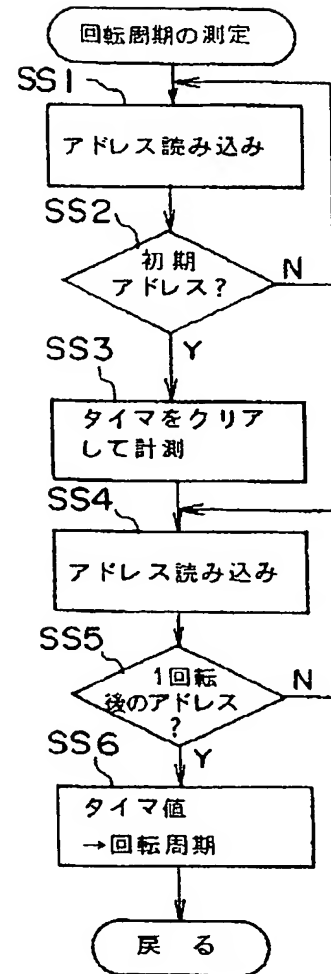 回転周期の測定
SS1
アドレス読み込み
SS2
初期
アドレス?
N
Y
SS3
タイマをクリア
して計測
SS4
アドレス読み込み
SS5
1回転
後のアドレス
?
N
Y
SS6
タイマ値
→回転周期
戻る